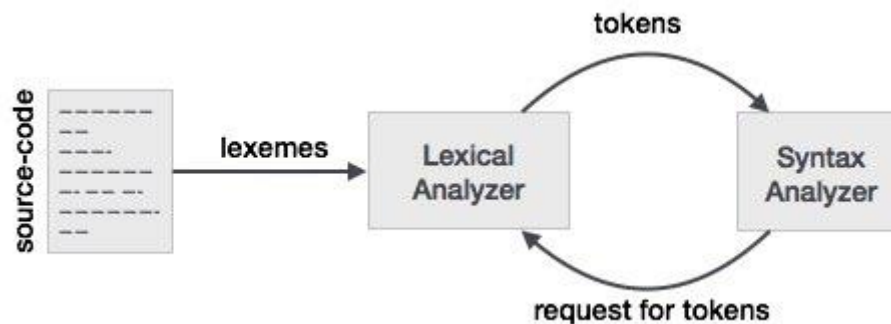 source-code
lexemes
Lexical
Analyzer
tokens
Syntax
Analyzer
request for tokens